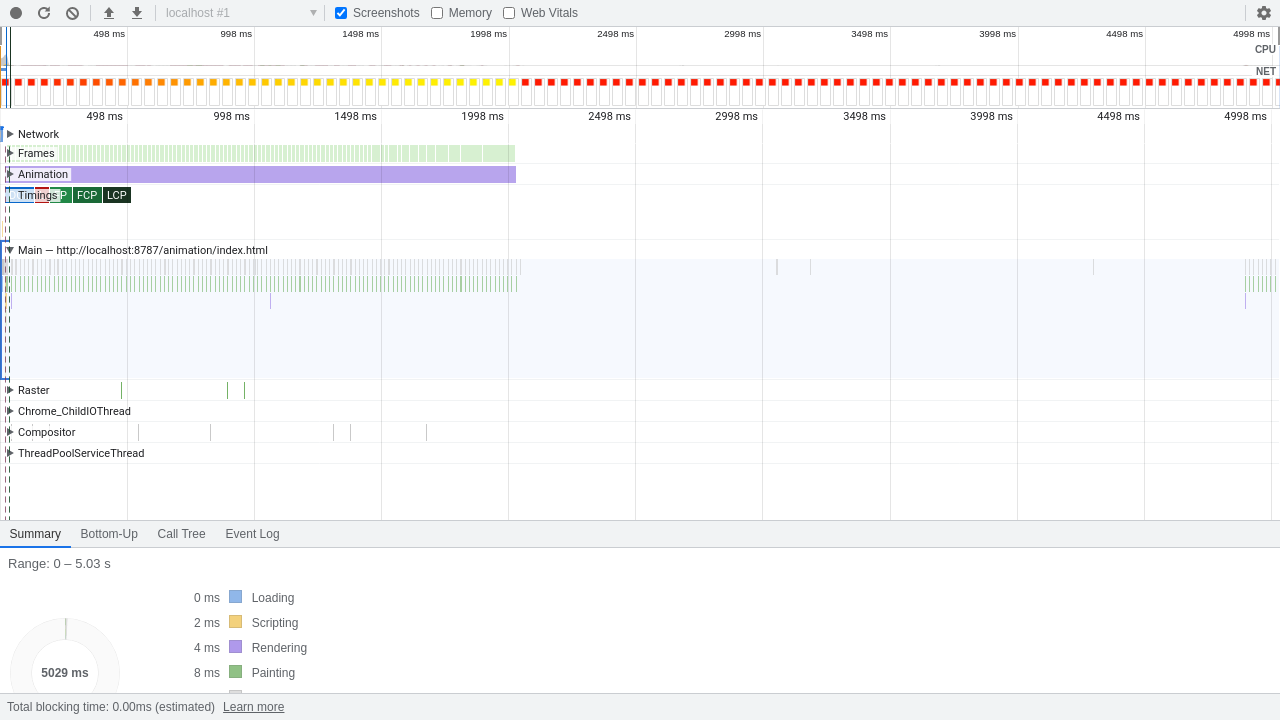 localhost #1 Screenshots Memory Web Vitals
498 ms 998 ms 1498 ms 1998 ms 2498 ms 2998 ms 3498 ms 3998 ms 4498 ms 4998 ms
CPU
NET
498 ms 998 ms 1498 ms 1998 ms 2498 ms 2998 ms 3498 ms 3998 ms 4498 ms 4998 ms
Network
Frames
Animation
Timings P FCP LCP
Main — http://localhost:8787/animation/index.html
Raster
Chrome_ChildIOThread
Compositor
ThreadPoolServiceThread
Summary Bottom-Up Call Tree Event Log
Range: 0 – 5.03 s
0 ms Loading
2 ms Scripting
4 ms Rendering
8 ms Painting
5029 ms
Total blocking time: 0.00ms (estimated) Learn more